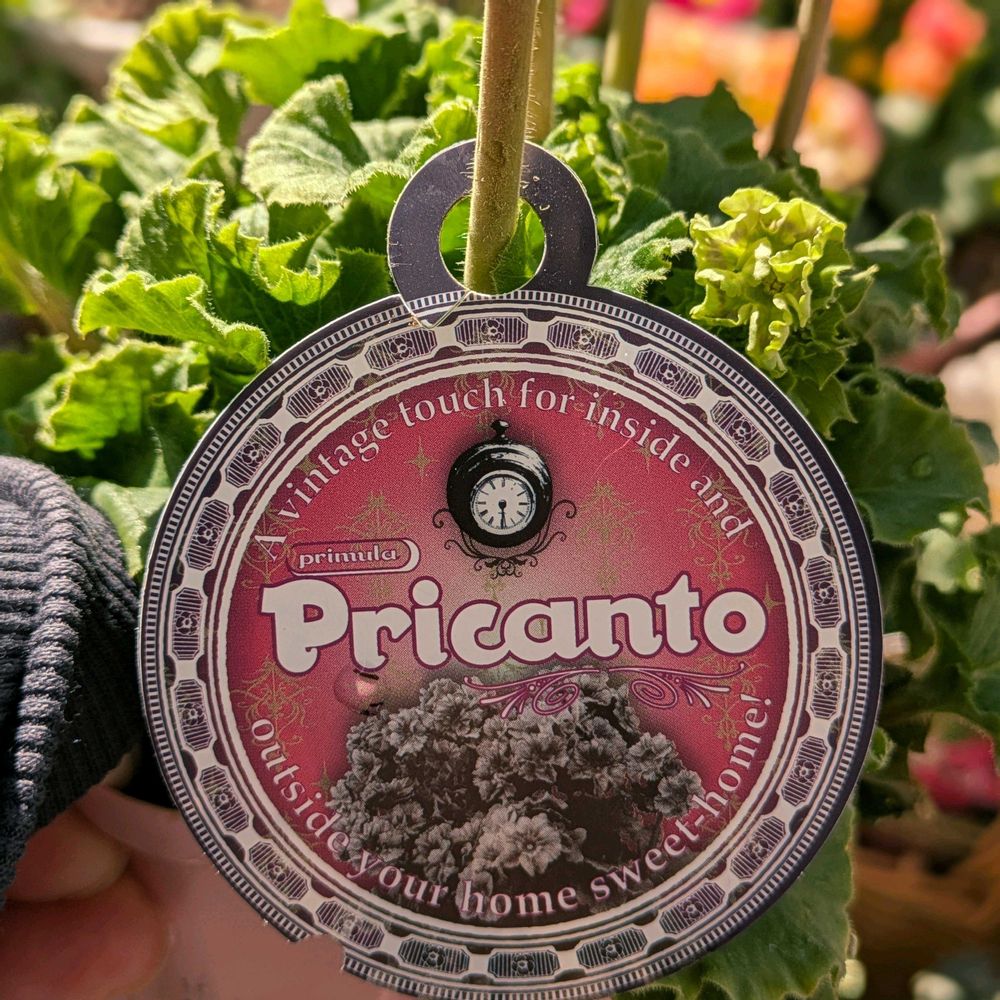 A vintage touch for inside and
primula
Pricanto
outside your home sweet-home!